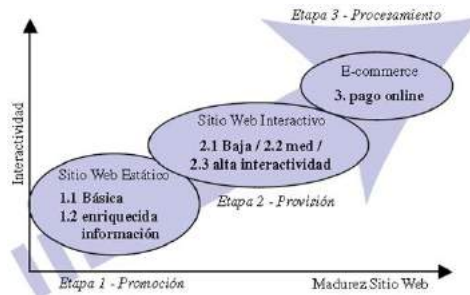 Etapa 3 - Procesamiento
E-commerce
3. pago online
Sitio Web Interactivo
2.1 Baja / 2.2 med /
2.3 alta interactividad
Interactividad
Sitio Web Estático
1.1 Básica
1.2 enriquecida
información
Etapa 2 - Provisión
Etapa 1 - Promoción
Madurez Sitio Web